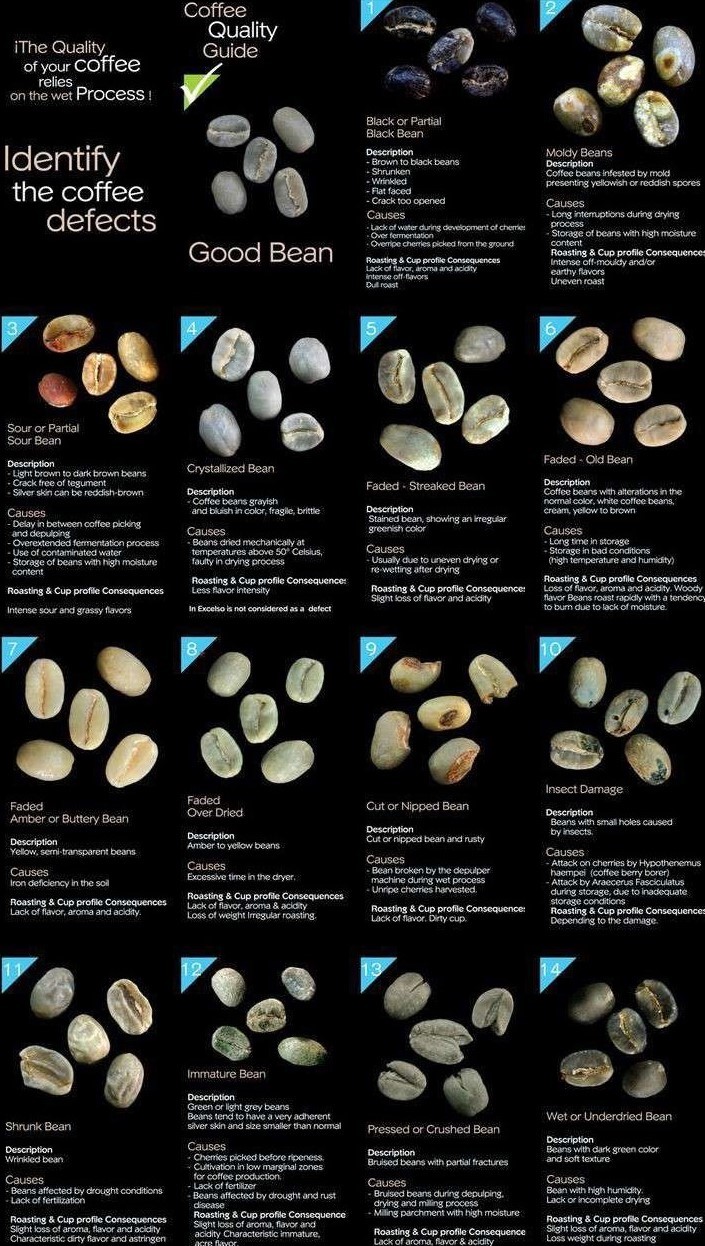 ¡The Quality
of your coffee
relies
on the wet Process !
Identify
the coffee
defects
Coffee
Quality
Guide
Good Bean
1
Black or Partial
Black Bean
Description
- Brown to black beans
- Shrunken
- Wrinkled
- Flat faced
- Crack too opened
Causes
- Lack of water during development of cherries
- Over fermentation
- Overripe cherries picked from the ground
Roasting & Cup profile Consequences
Lack of flavor, aroma and acidity
Intense off-flavors
Dull roast
2
Moldy Beans
Description
Coffee beans infested by mold
presenting yellowish or reddish spores
Causes
- Long interruptions during drying
process
- Storage of beans with high moisture
content
Roasting & Cup profile Consequences
Intense off-mouldy and/or
earthy flavors
Uneven roast
3
Sour or Partial
Sour Bean
Description
- Light brown to dark brown beans
- Crack free of tegument
- Silver skin can be reddish-brown
Causes
- Delay in between coffee picking
and depulping
- Overextended fermentation process
- Use of contaminated water
- Storage of beans with high moisture
content
Roasting & Cup profile Consequences
Intense sour and grassy flavors
4
Crystallized Bean
Description
- Coffee beans grayish
and bluish in color, fragile, brittle
Causes
- Beans dried mechanically at
temperatures above 50° Celsius,
faulty in drying process
Roasting & Cup profile Consequences
Less flavor intensity
In Excelso is not considered as a defect
5
Faded - Streaked Bean
Description
Stained bean, showing an irregular
greenish color
Causes
- Usually due to uneven drying or
re-wetting after drying
Roasting & Cup profile Consequences
Slight loss of flavor and acidity
6
Faded - Old Bean
Description
Coffee beans with alterations in the
normal color, white coffee beans,
cream, yellow to brown
Causes
- Long time in storage
- Storage in bad conditions
(high temperature and humidity)
Roasting & Cup profile Consequences
Loss of flavor, aroma and acidity. Woody
flavor Beans roast rapidly with a tendency
to burn due to lack of moisture.
7
Faded
Amber or Buttery Bean
Description
Yellow, semi-transparent beans
Causes
Iron deficiency in the soil
Roasting & Cup profile Consequences
Lack of flavor, aroma and acidity.
8
Faded
Over Dried
Description
Amber to yellow beans
Causes
Excessive time in the dryer.
Roasting & Cup profile Consequences
Lack of flavor, aroma & acidity
Loss of weight Irregular roasting.
9
Cut or Nipped Bean
Description
Cut or nipped bean and rusty
Causes
- Bean broken by the depulper
machine during wet process
- Unripe cherries harvested.
Roasting & Cup profile Consequences
Lack of flavor. Dirty cup.
10
Insect Damage
Description
Beans with small holes caused
by insects.
Causes
- Attack on cherries by Hypothenemus
haempei (coffee berry borer)
- Attack by Araecerus Fasciculatus
during storage, due to inadequate
storage conditions
Roasting & Cup profile Consequences
Depending to the damage.
11
Shrunk Bean
Description
Wrinkled bean
Causes
- Beans affected by drought conditions
- Lack of fertilization
Roasting & Cup profile Consequences
Slight loss of aroma, flavor and acidity
Characteristic dirty flavor and astringen
12
Immature Bean
Description
Green or light grey beans
Beans tend to have a very adherent
silver skin and size smaller than normal
Causes
- Cherries picked before ripeness.
- Cultivation in low marginal zones
for coffee production.
- Lack of fertilizer
- Beans affected by drought and rust
disease
Roasting & Cup profile Consequences
Slight loss of aroma, flavor and
acidity Characteristic immature,
acre flavor.
13
Pressed or Crushed Bean
Description
Bruised beans with partial fractures
Causes
- Bruised beans during depulping,
drying and milling process
- Milling parchment with high moisture
Roasting & Cup profile Consequence
Lack of aroma, flavor & acidity
14
Wet or Underdried Bean
Description
Beans with dark green color
and soft texture
Causes
Bean with high humidity.
Lack or incomplete drying
Roasting & Cup profile Consequences
Slight loss of aroma, flavor and acidity
Loss weight during roasting